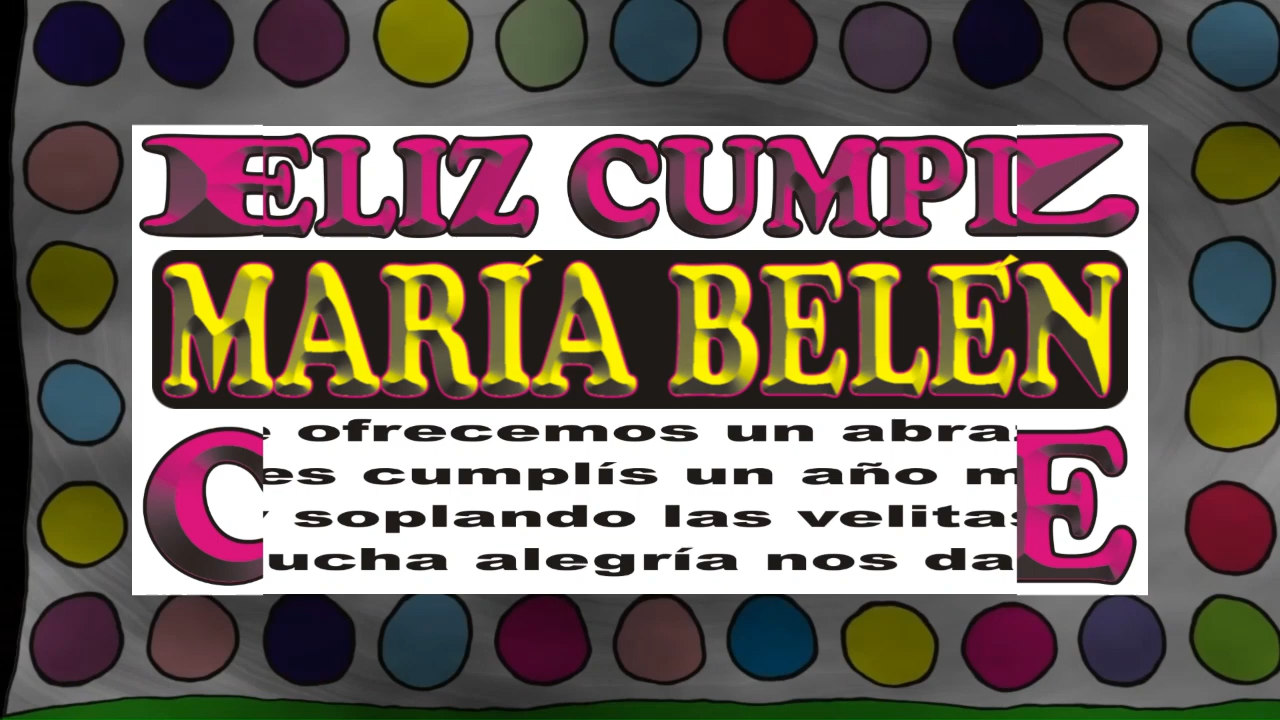 ELIZ CUMPL
MARÍA BELÉN
ofrecemos un abra
es cumplís un año m
soplando las velitas
ucha alegría nos da
C E